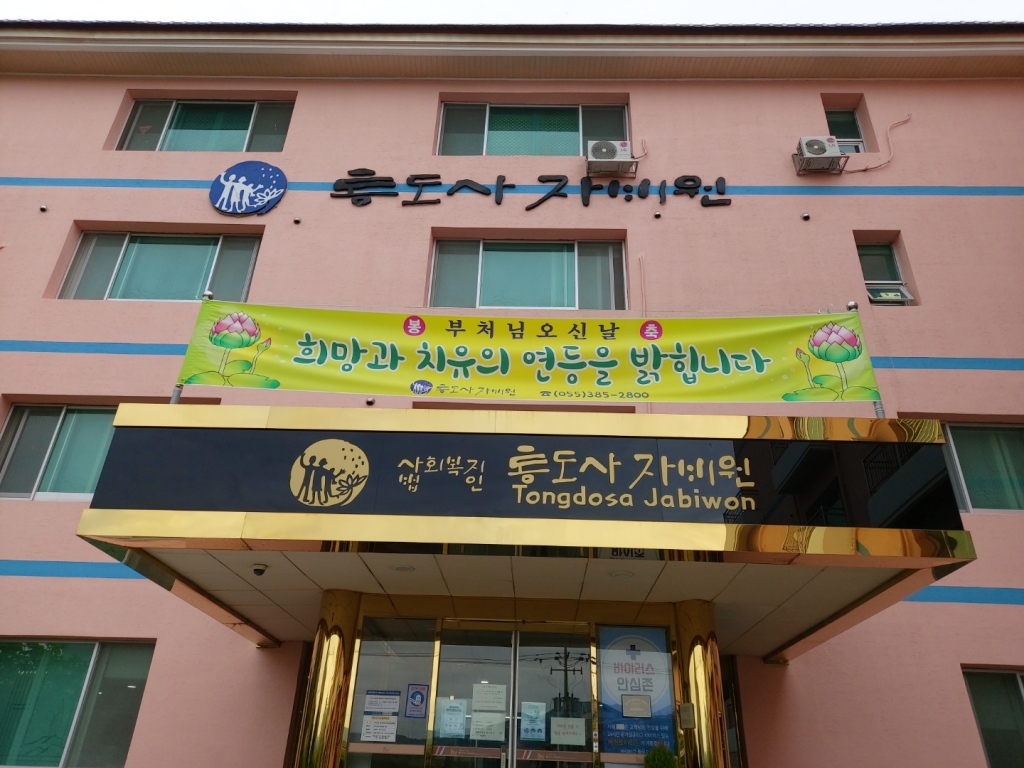 통도사 자비원
봉 부처님오신날 축
희망과 치유의 연등을 밝힙니다
통도사 자비원 ☎(055)385-2800
사회복지법인 통도사 자비원
Tongdosa Jabiwon
바이러스
안심존